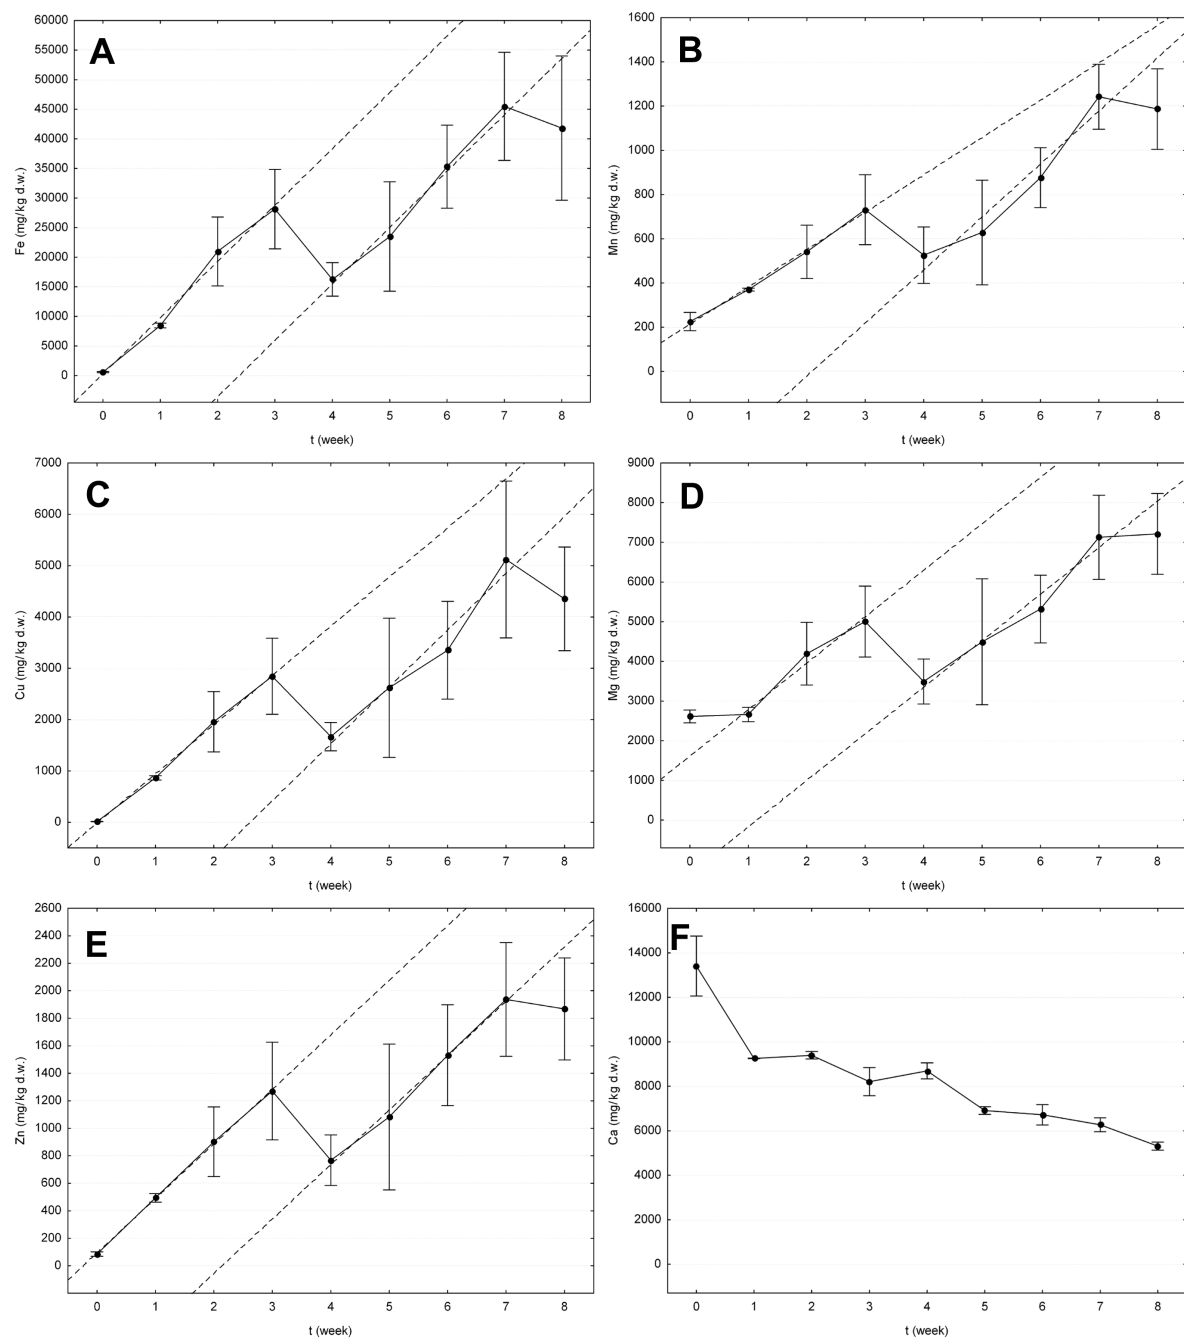 A
Fe (mg/kg d.w.)
60000
55000
50000
45000
40000
35000
30000
25000
20000
15000
10000
5000
0
0 1 2 3 4 5 6 7 8
t (week)
B
Mn (mg/kg d.w.)
1600
1400
1200
1000
800
600
400
200
0
0 1 2 3 4 5 6 7 8
t (week)
C
Cu (mg/kg d.w.)
7000
6000
5000
4000
3000
2000
1000
0
0 1 2 3 4 5 6 7 8
t (week)
D
Mg (mg/kg d.w.)
9000
8000
7000
6000
5000
4000
3000
2000
1000
0
0 1 2 3 4 5 6 7 8
t (week)
E
Zn (mg/kg d.w.)
2600
2400
2200
2000
1800
1600
1400
1200
1000
800
600
400
200
0
0 1 2 3 4 5 6 7 8
t (week)
F
Ca (mg/kg d.w.)
16000
14000
12000
10000
8000
6000
4000
2000
0
0 1 2 3 4 5 6 7 8
t (week)